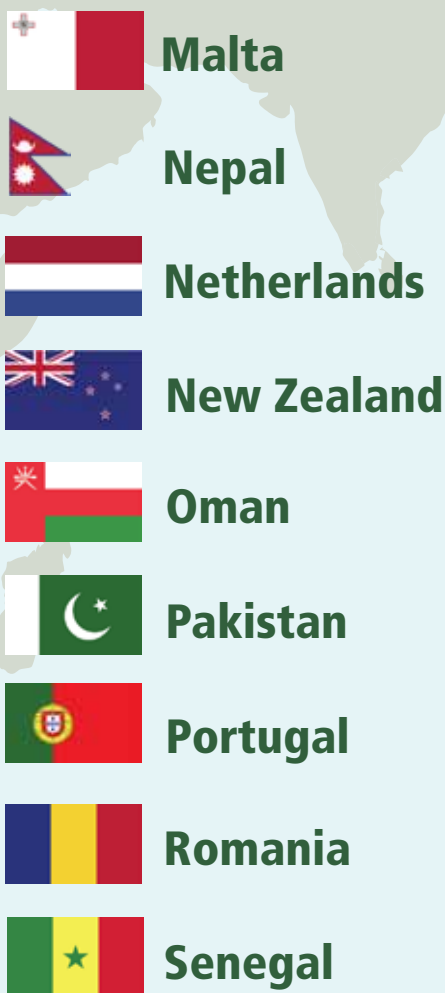 Malta
Nepal
Netherlands
New Zealand
Oman
Pakistan
Portugal
Romania
Senegal